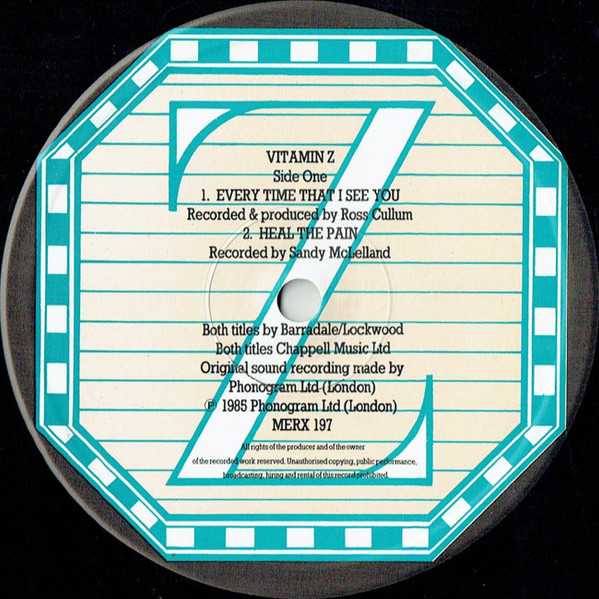 VITAMIN Z
Side One
1. EVERY TIME THAT I SEE YOU
Recorded & produced by Ross Cullum
2. HEAL THE PAIN
Recorded by Sandy McLelland
Both titles by Barradale/Lockwood
Both titles Chappell Music Ltd
Original sound recording made by
Phonogram Ltd (London)
℗ 1985 Phonogram Ltd (London)
MERX 197
All rights of the producer and of the owner
of the recorded work reserved. Unauthorised copying, public performance,
broadcasting, hiring and rental of this record prohibited.
Z